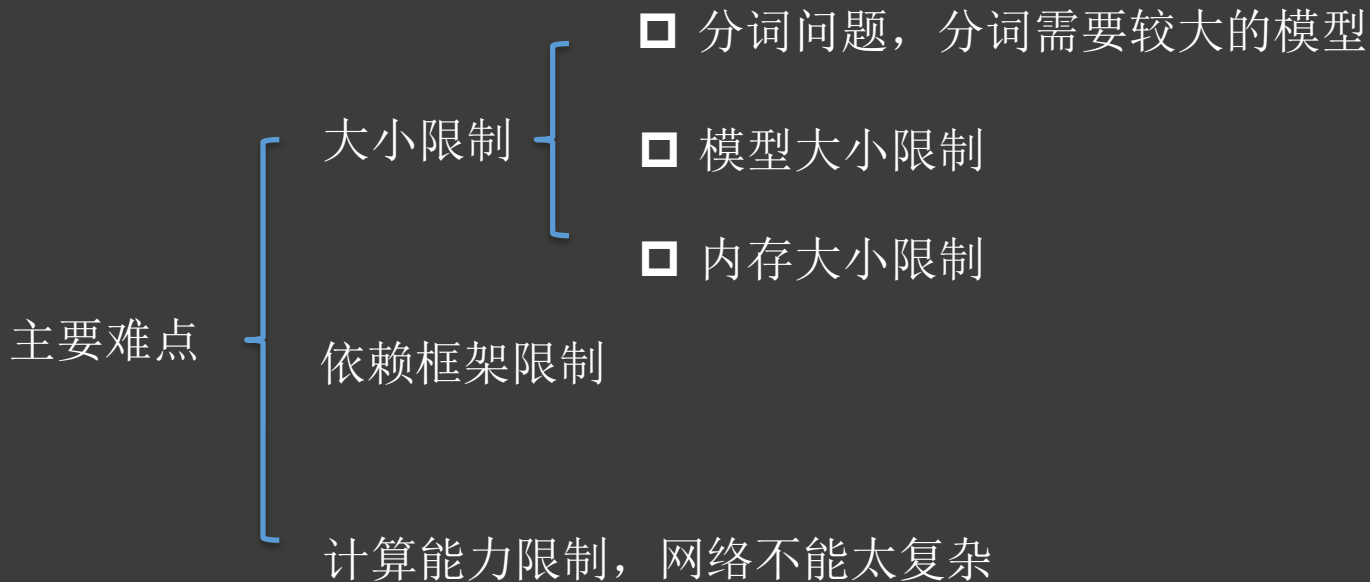 分词问题，分词需要较大的模型
大小限制
模型大小限制
内存大小限制
主要难点
依赖框架限制
计算能力限制，网络不能太复杂